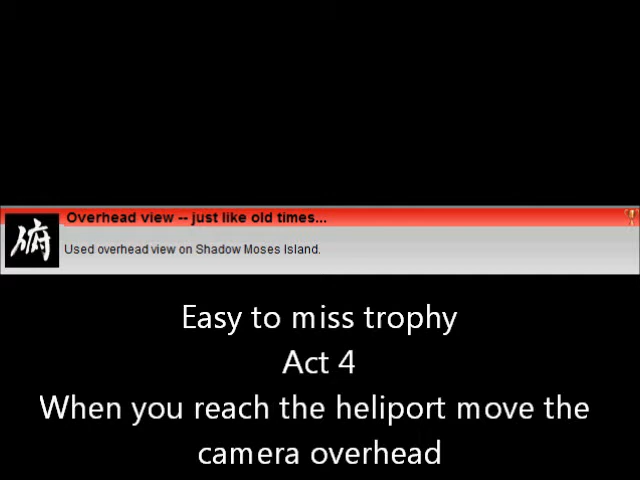 Overhead view -- just like old times...
俯
Used overhead view on Shadow Moses Island.
Easy to miss trophy
Act 4
When you reach the heliport move the
camera overhead